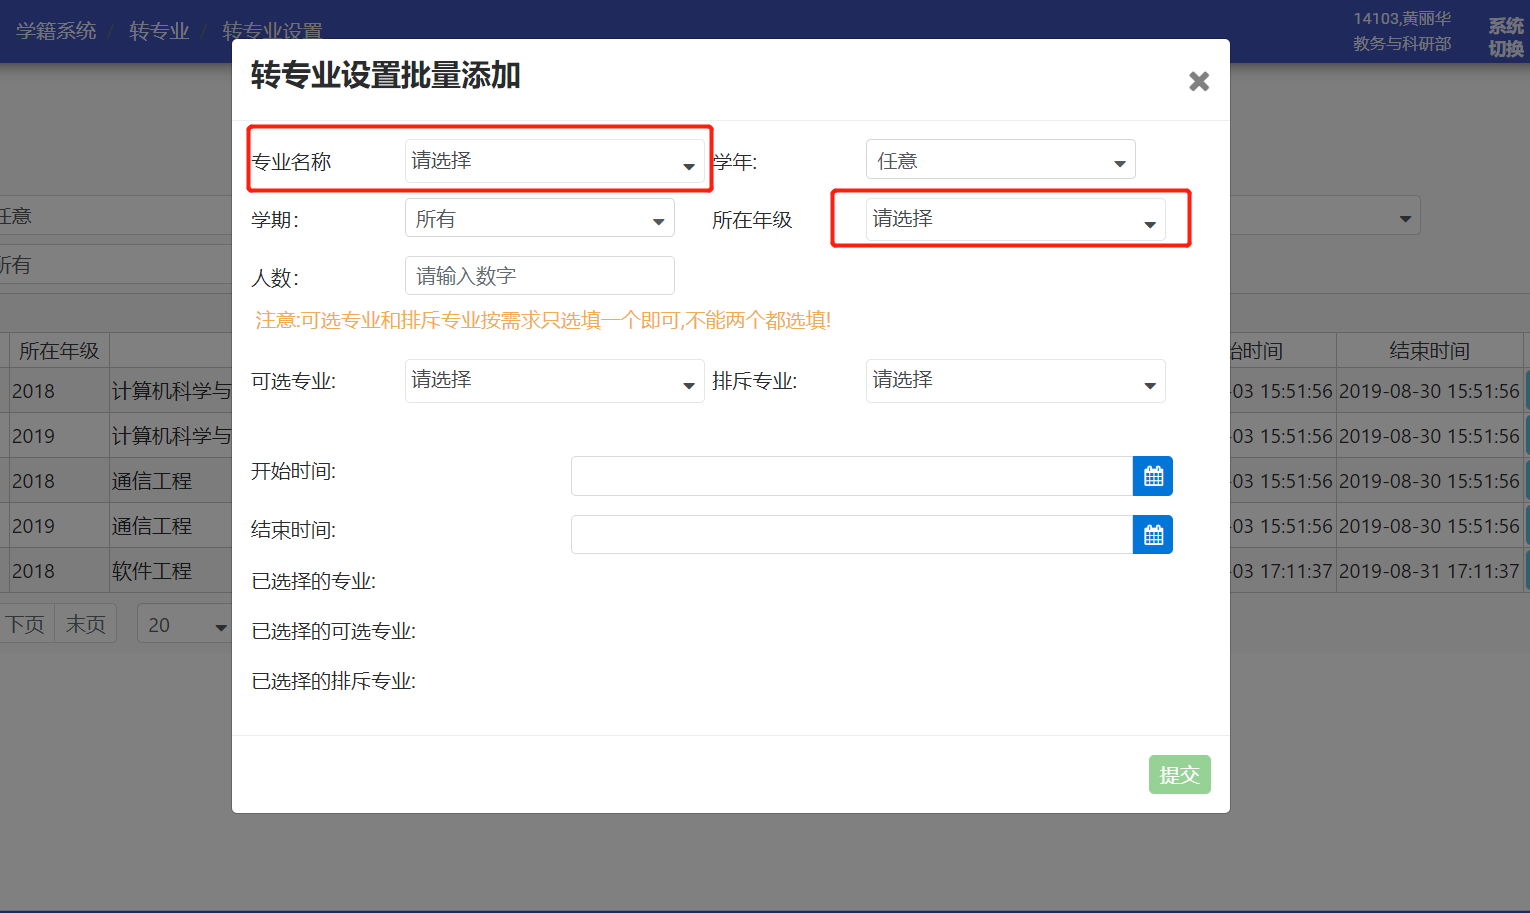 学籍系统 / 转专业 / 转专业设置
14103,黄丽华
教务与科研部
系统
切换
转专业设置批量添加
专业名称 请选择 学年: 任意
学期: 所有 所在年级 请选择
人数: 请输入数字
注意:可选专业和排斥专业按需求只选填一个即可,不能两个都选填!
可选专业: 请选择 排斥专业: 请选择
开始时间:
结束时间:
已选择的专业:
已选择的可选专业:
已选择的排斥专业:
提交
任意
所有
所在年级 始时间 结束时间
2018 计算机科学与 -03 15:51:56 2019-08-30 15:51:56
2019 计算机科学与 -03 15:51:56 2019-08-30 15:51:56
2018 通信工程 -03 15:51:56 2019-08-30 15:51:56
2019 通信工程 -03 15:51:56 2019-08-30 15:51:56
2018 软件工程 -03 17:11:37 2019-08-31 17:11:37
下页 末页 20